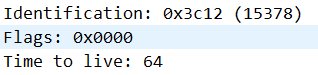 Identification: 0x3c12 (15378)
Flags: 0x0000
Time to live: 64